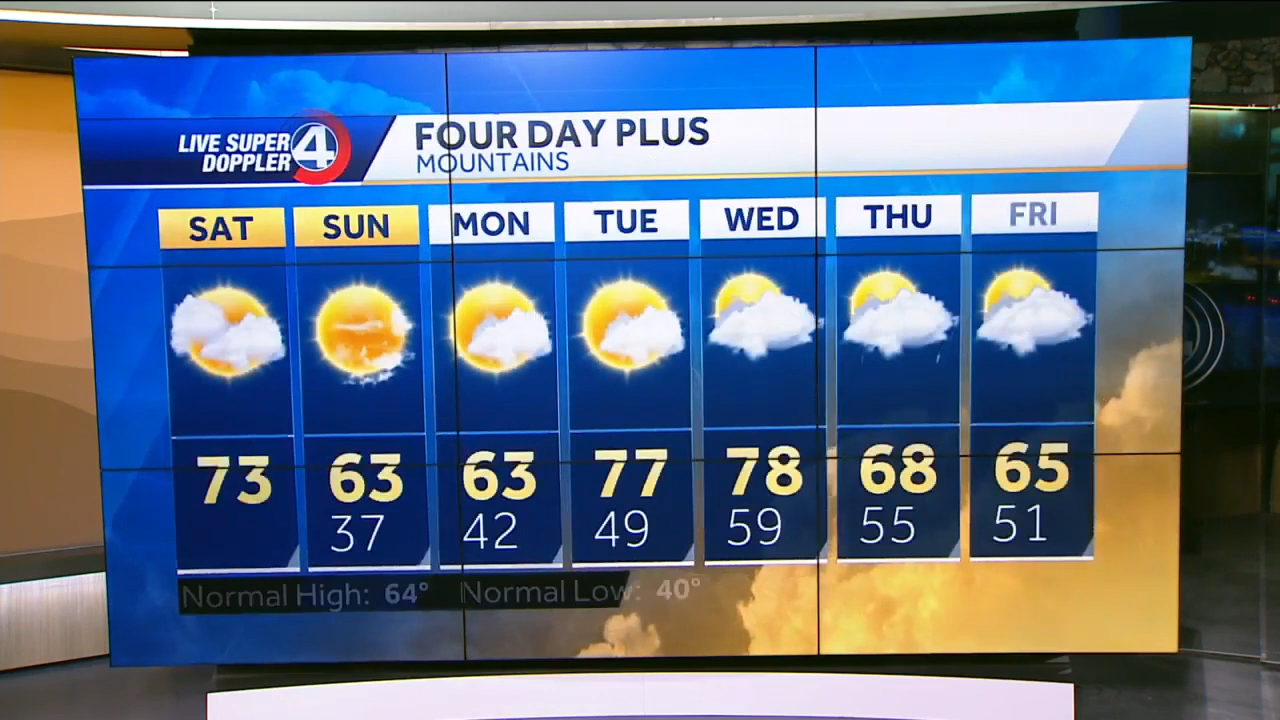 LIVE SUPER
DOPPLER 4
FOUR DAY PLUS
MOUNTAINS
SAT SUN MON TUE WED THU FRI
73 63 63 77 78 68 65
37 42 49 59 55 51
Normal High: 64° Normal Low: 40°